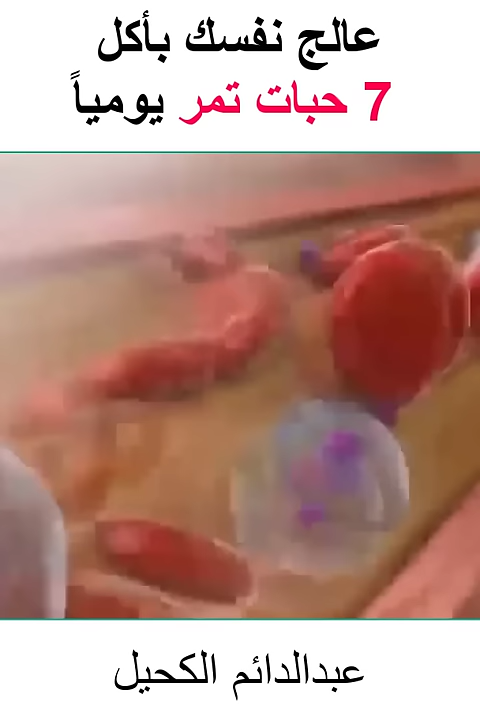 عالج نفسك بأكل
7 حبات تمر يومياً
عبدالدائم الكحيل